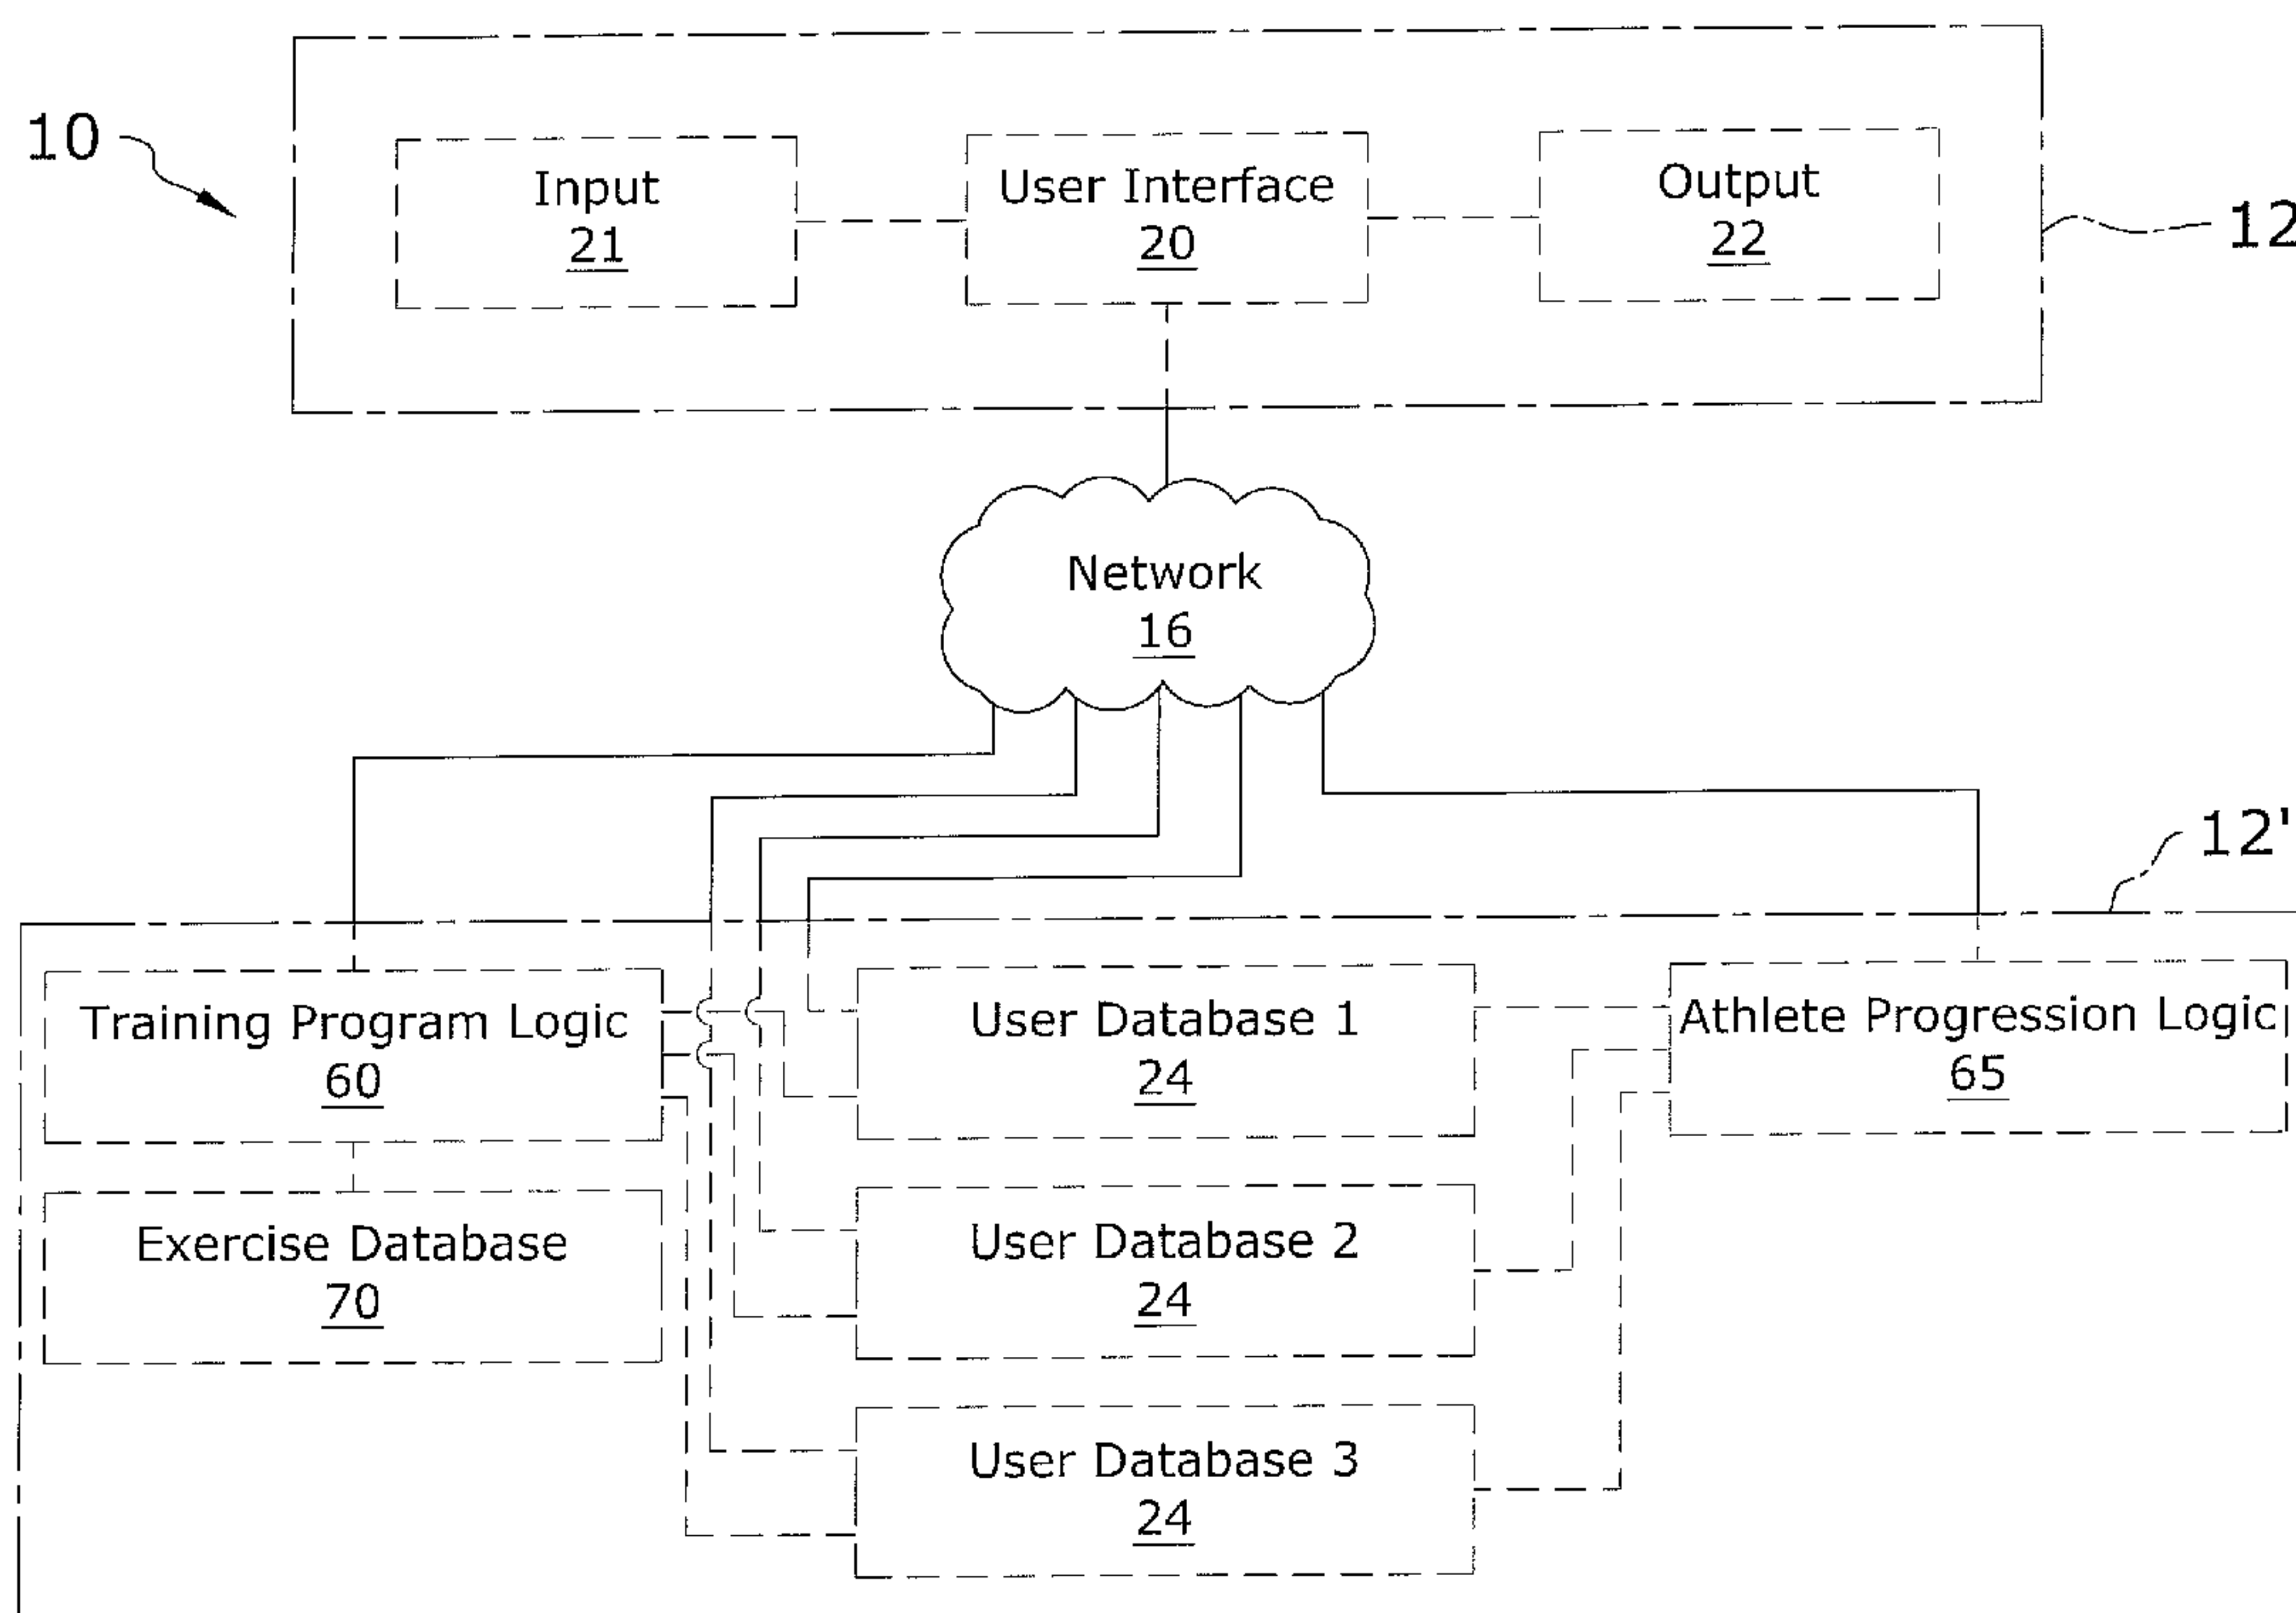 10
Input
21
User Interface
20
Output
22
12
Network
16
12'
Training Program Logic
60
User Database 1
24
Athlete Progression Logic
65
Exercise Database
70
User Database 2
24
User Database 3
24